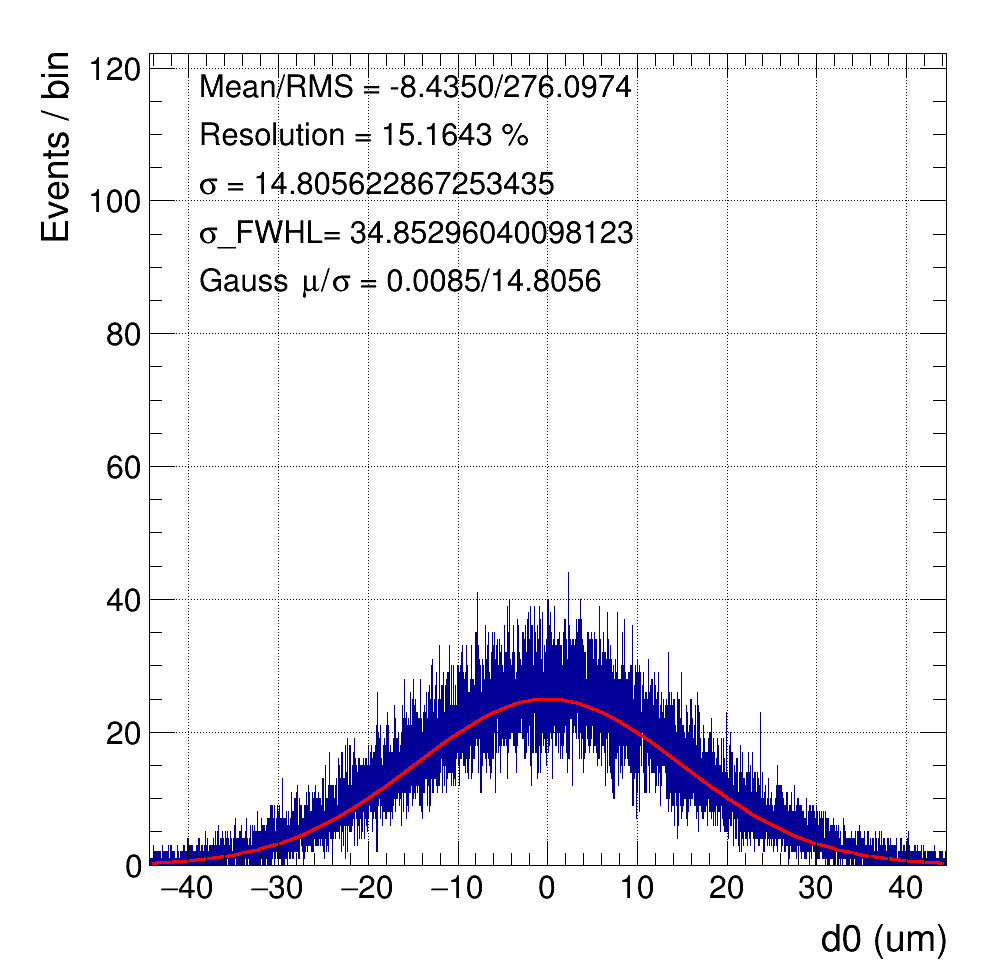 Events / bin
120
100
80
60
40
20
0
Mean/RMS = -8.4350/276.0974
Resolution = 15.1643 %
σ = 14.805622867253435
σ_FWHL= 34.85296040098123
Gauss μ/σ = 0.0085/14.8056
−40 −30 −20 −10 0 10 20 30 40
d0 (um)